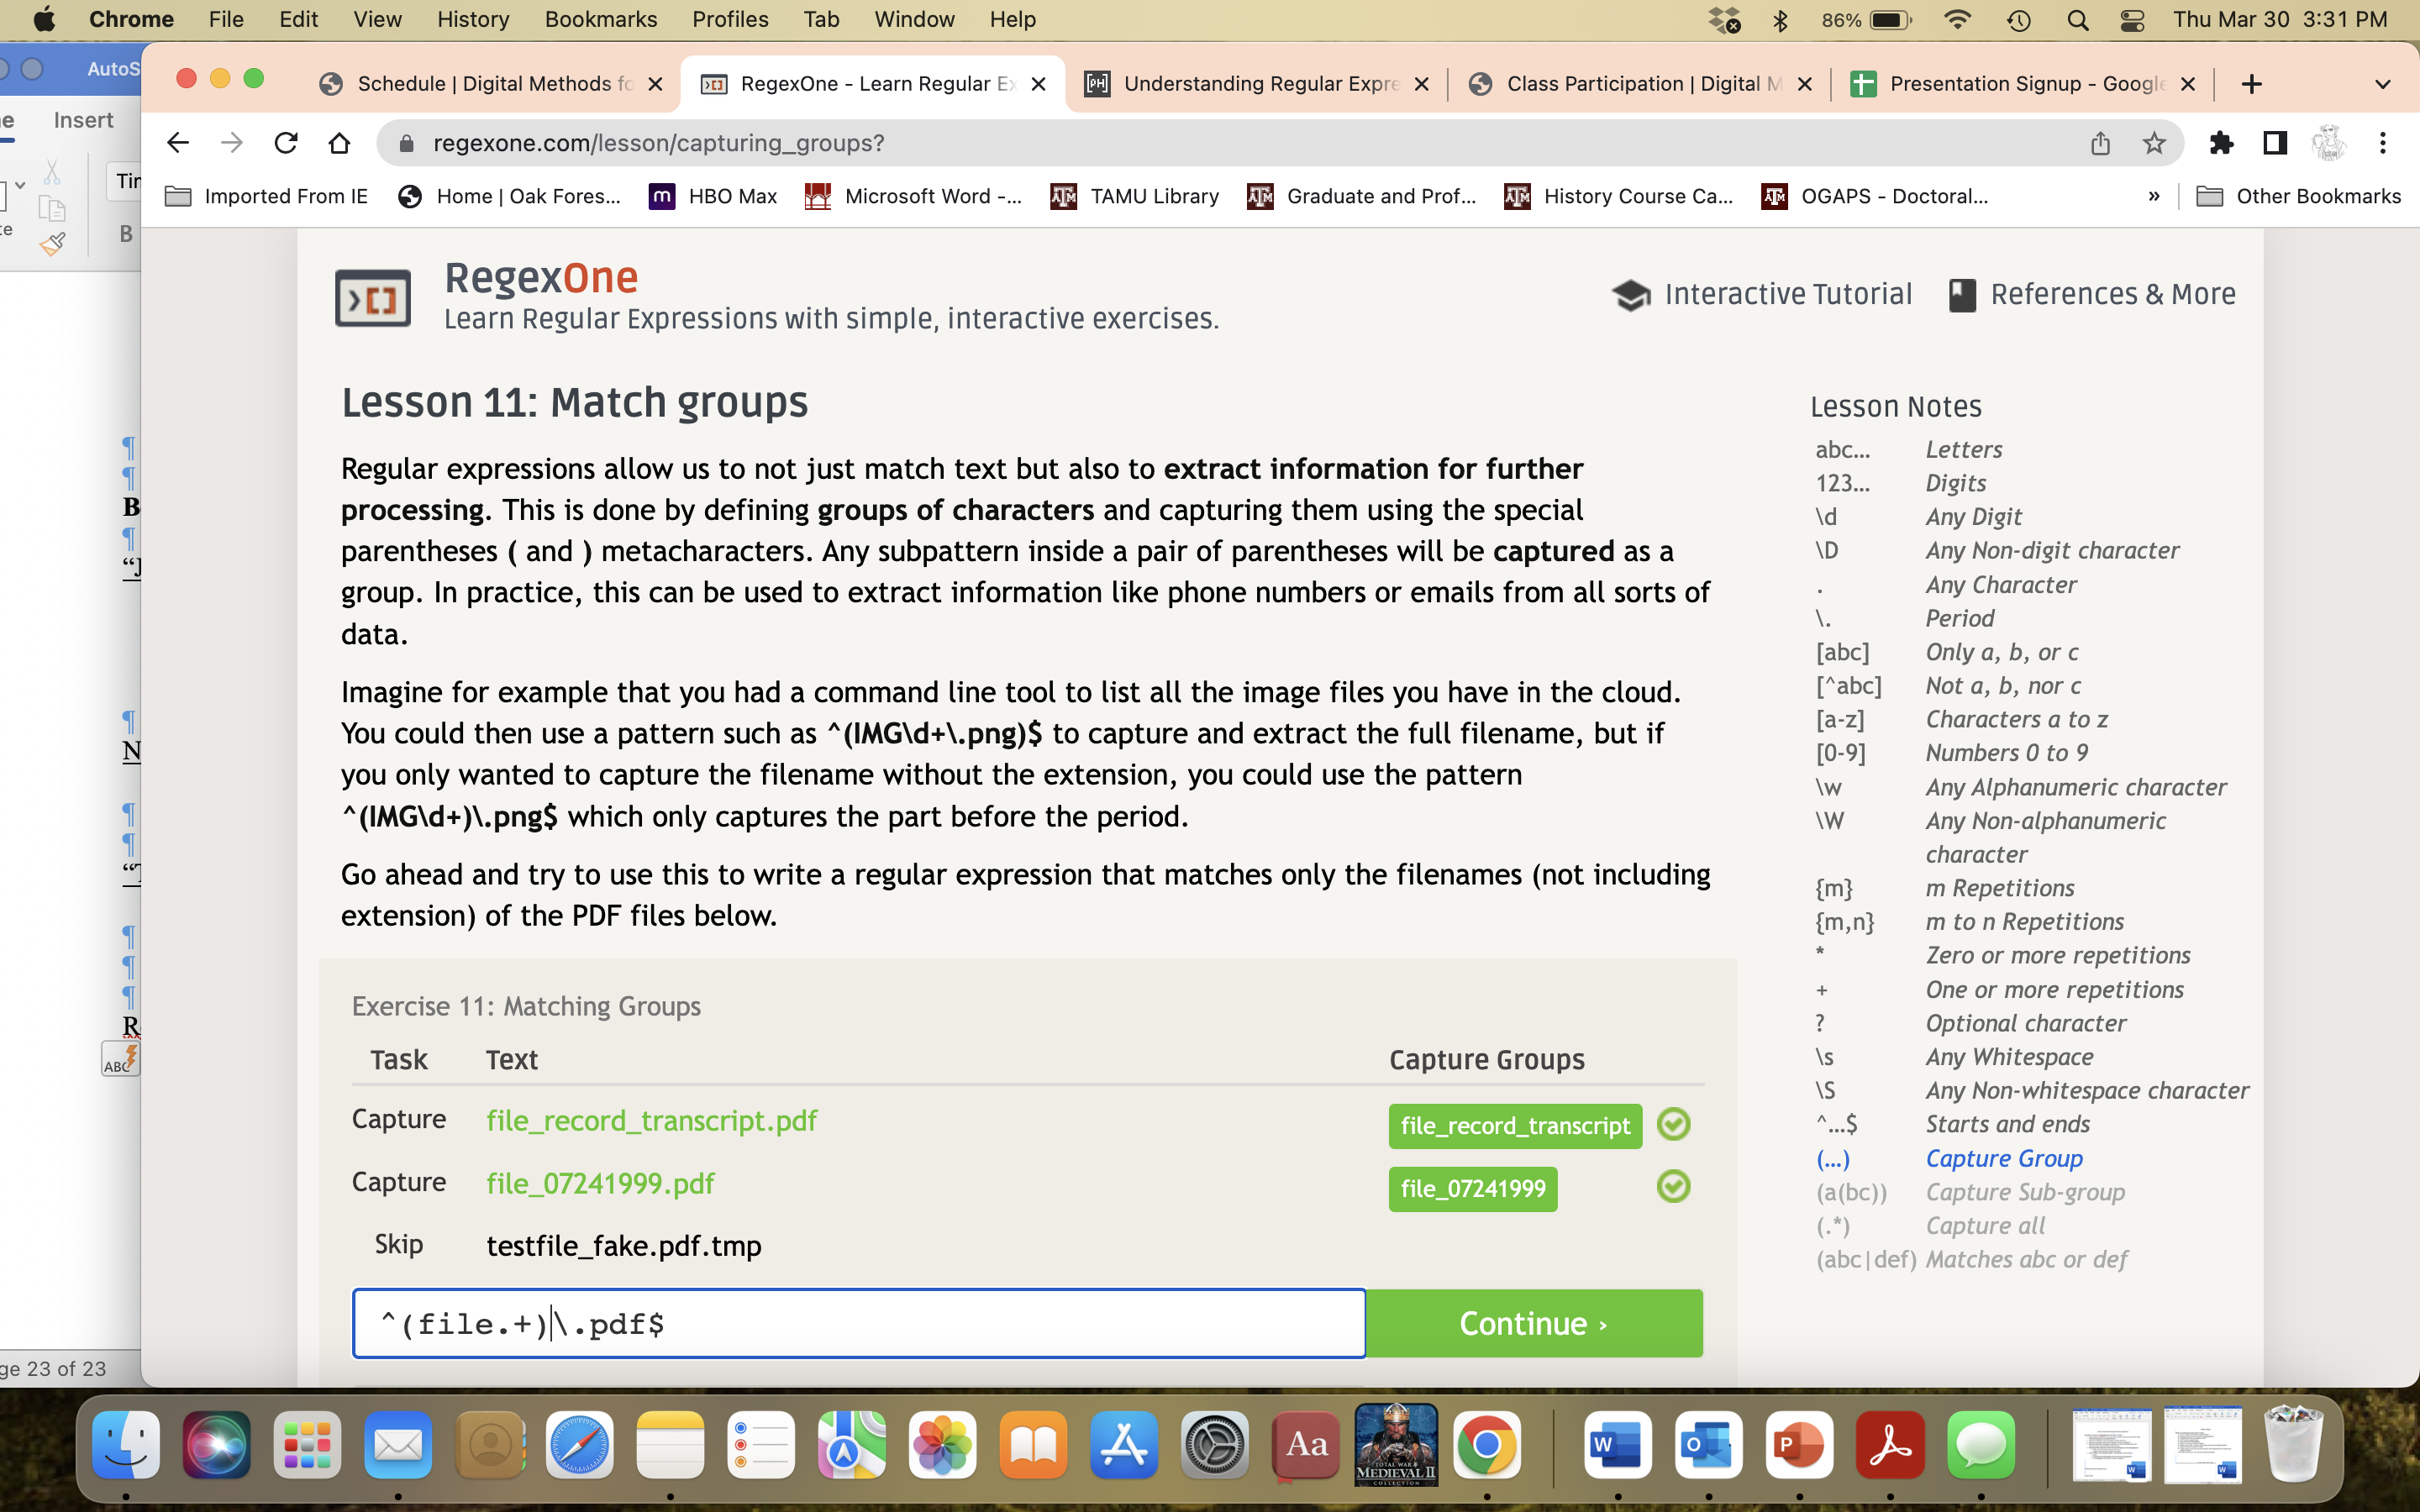 Chrome File Edit View History Bookmarks Profiles Tab Window Help 86% Thu Mar 30 3:31 PM
AutoS
Schedule | Digital Methods fo RegexOne - Learn Regular Ex Understanding Regular Expre Class Participation | Digital M Presentation Signup - Google
Insert
regexone.com/lesson/capturing_groups?
Imported From IE Home | Oak Fores... HBO Max Microsoft Word -... TAMU Library Graduate and Prof... History Course Ca... OGAPS - Doctoral... » Other Bookmarks
B
RegexOne
Learn Regular Expressions with simple, interactive exercises.
Interactive Tutorial References & More
Lesson 11: Match groups
Regular expressions allow us to not just match text but also to extract information for further
processing. This is done by defining groups of characters and capturing them using the special
parentheses ( and ) metacharacters. Any subpattern inside a pair of parentheses will be captured as a
group. In practice, this can be used to extract information like phone numbers or emails from all sorts of
data.
Imagine for example that you had a command line tool to list all the image files you have in the cloud.
You could then use a pattern such as ^(IMG\d+\.png)$ to capture and extract the full filename, but if
you only wanted to capture the filename without the extension, you could use the pattern
^(IMG\d+)\.png$ which only captures the part before the period.
Go ahead and try to use this to write a regular expression that matches only the filenames (not including
extension) of the PDF files below.
Exercise 11: Matching Groups
Task Text Capture Groups
Capture file_record_transcript.pdf file_record_transcript
Capture file_07241999.pdf file_07241999
Skip testfile_fake.pdf.tmp
^(file.+)\.pdf$ Continue ›
Lesson Notes
abc... Letters
123... Digits
\d Any Digit
\D Any Non-digit character
. Any Character
\. Period
[abc] Only a, b, or c
[^abc] Not a, b, nor c
[a-z] Characters a to z
[0-9] Numbers 0 to 9
\w Any Alphanumeric character
\W Any Non-alphanumeric
character
{m} m Repetitions
{m,n} m to n Repetitions
* Zero or more repetitions
+ One or more repetitions
? Optional character
\s Any Whitespace
\S Any Non-whitespace character
^...$ Starts and ends
(...) Capture Group
(a(bc)) Capture Sub-group
(.*) Capture all
(abc|def) Matches abc or def
ge 23 of 23
Aa
TOTAL WAR
MEDIEVAL II
COLLECTION
W O P